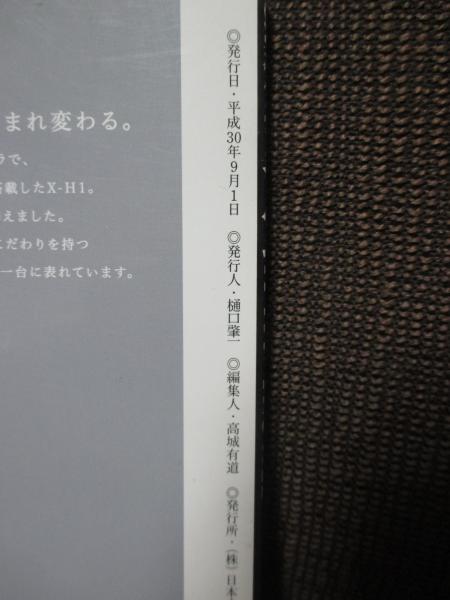 まれ変わる。
ラで、
搭載したX-H1。
えました。
こだわりを持つ
一台に表れています。
◎発行日・平成30年9月1日　◎発行人・樋口肇一　◎編集人・高城有道　◎発行所・（株）日本